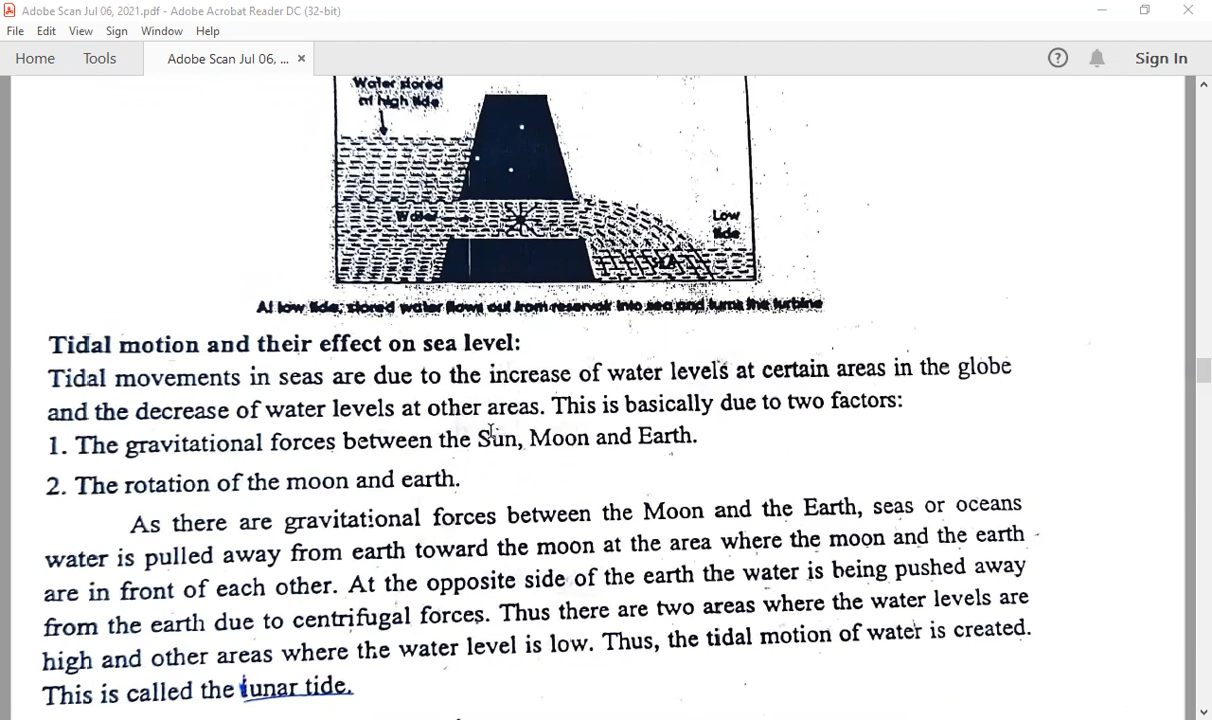 Adobe Scan Jul 06, 2021.pdf - Adobe Acrobat Reader DC (32-bit)
File Edit View Sign Window Help
Home Tools Adobe Scan Jul 06, ... × Sign In
Water stored
at high tide
Water
Low
tide
SEA
At low tide, stored water flows out from reservoir into sea and turns the turbine
Tidal motion and their effect on sea level:
Tidal movements in seas are due to the increase of water levels at certain areas in the globe
and the decrease of water levels at other areas. This is basically due to two factors:
1. The gravitational forces between the Sun, Moon and Earth.
2. The rotation of the moon and earth.
As there are gravitational forces between the Moon and the Earth, seas or oceans
water is pulled away from earth toward the moon at the area where the moon and the earth
are in front of each other. At the opposite side of the earth the water is being pushed away
from the earth due to centrifugal forces. Thus there are two areas where the water levels are
high and other areas where the water level is low. Thus, the tidal motion of water is created.
This is called the lunar tide.